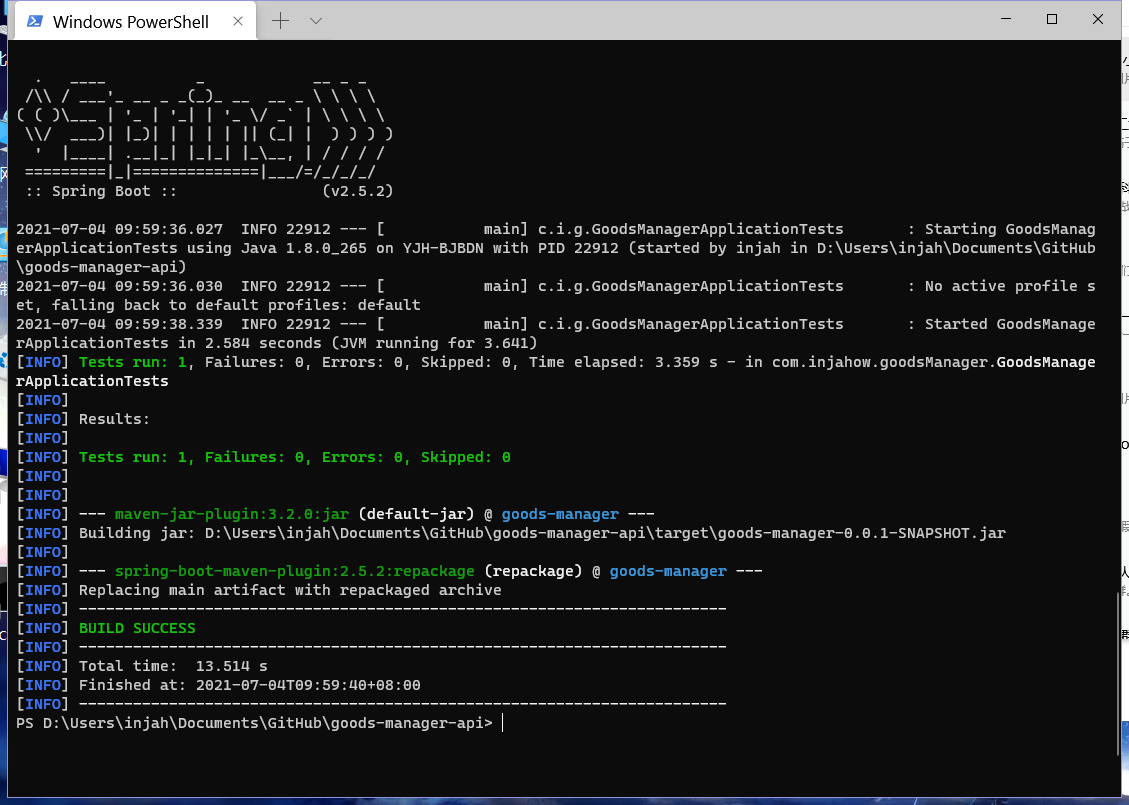 Windows PowerShell
  .   ____          _            __ _ _
 /\\ / ___'_ __ _ _(_)_ __  __ _ \ \ \ \
( ( )\___ | '_ | '_| | '_ \/ _` | \ \ \ \
 \\/  ___)| |_)| | | | | || (_| |  ) ) ) )
  '  |____| .__|_| |_|_| |_\__, | / / / /
 =========|_|==============|___/=/_/_/_/
 :: Spring Boot ::                (v2.5.2)
2021-07-04 09:59:36.027  INFO 22912 --- [           main] c.i.g.GoodsManagerApplicationTests       : Starting GoodsManag
erApplicationTests using Java 1.8.0_265 on YJH-BJBDN with PID 22912 (started by injah in D:\Users\injah\Documents\GitHub
\goods-manager-api)
2021-07-04 09:59:36.030  INFO 22912 --- [           main] c.i.g.GoodsManagerApplicationTests       : No active profile s
et, falling back to default profiles: default
2021-07-04 09:59:38.339  INFO 22912 --- [           main] c.i.g.GoodsManagerApplicationTests       : Started GoodsManage
rApplicationTests in 2.584 seconds (JVM running for 3.641)
[INFO] Tests run: 1, Failures: 0, Errors: 0, Skipped: 0, Time elapsed: 3.359 s - in com.injahow.goodsManager.GoodsManage
rApplicationTests
[INFO]
[INFO] Results:
[INFO]
[INFO] Tests run: 1, Failures: 0, Errors: 0, Skipped: 0
[INFO]
[INFO]
[INFO] --- maven-jar-plugin:3.2.0:jar (default-jar) @ goods-manager ---
[INFO] Building jar: D:\Users\injah\Documents\GitHub\goods-manager-api\target\goods-manager-0.0.1-SNAPSHOT.jar
[INFO]
[INFO] --- spring-boot-maven-plugin:2.5.2:repackage (repackage) @ goods-manager ---
[INFO] Replacing main artifact with repackaged archive
[INFO] ------------------------------------------------------------------------
[INFO] BUILD SUCCESS
[INFO] ------------------------------------------------------------------------
[INFO] Total time:  13.514 s
[INFO] Finished at: 2021-07-04T09:59:40+08:00
[INFO] ------------------------------------------------------------------------
PS D:\Users\injah\Documents\GitHub\goods-manager-api>